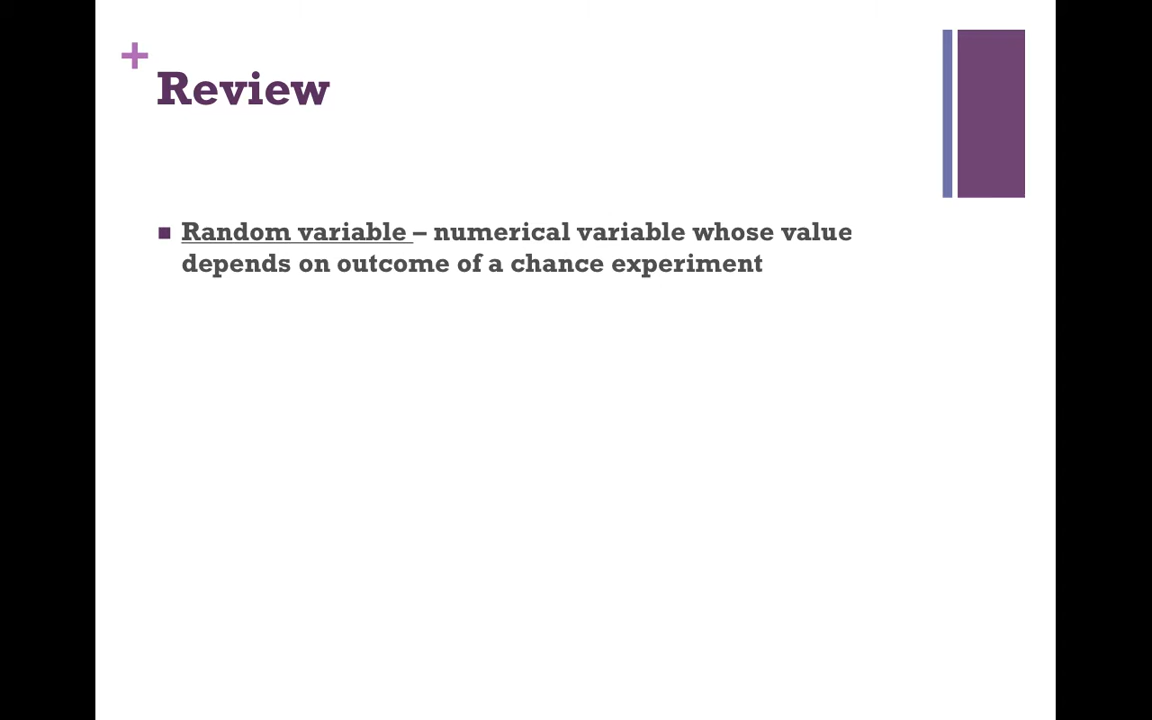 +
Review
■ Random variable – numerical variable whose value
depends on outcome of a chance experiment